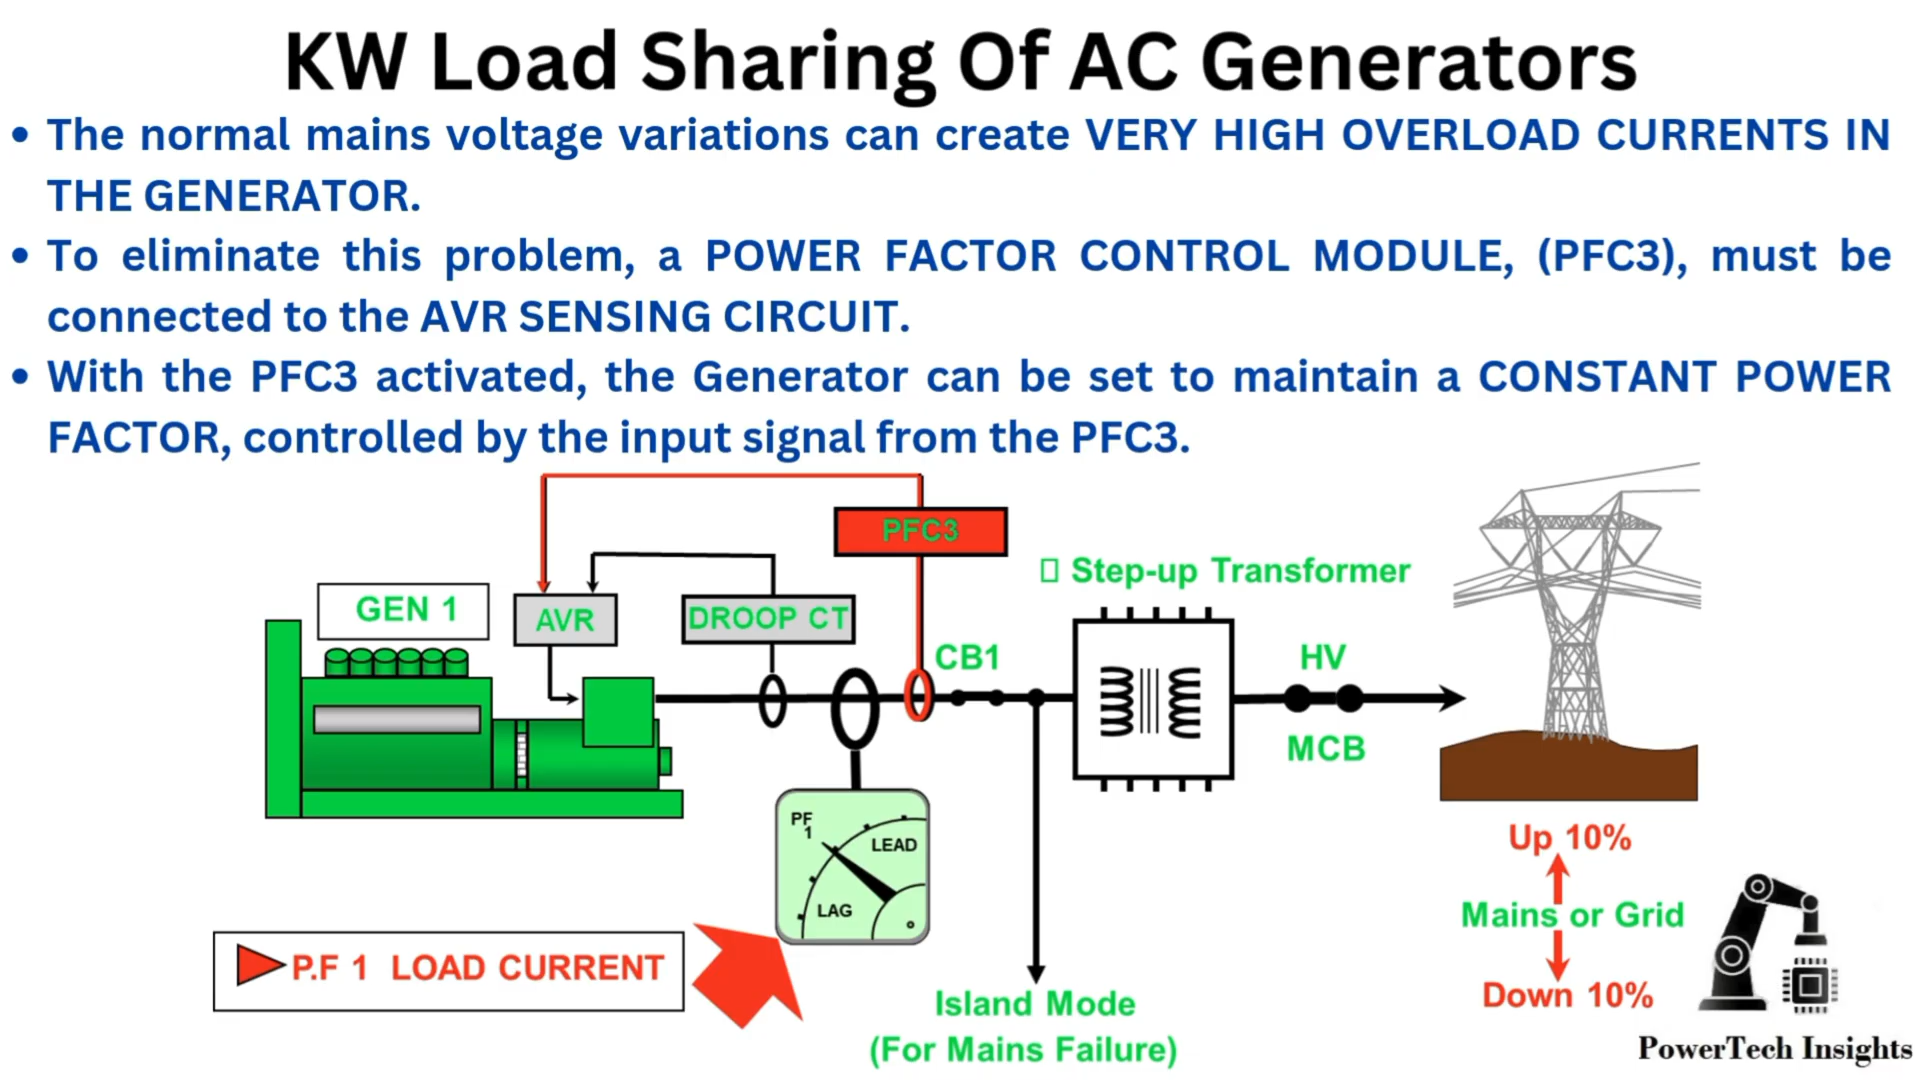 KW Load Sharing Of AC Generators
• The normal mains voltage variations can create VERY HIGH OVERLOAD CURRENTS IN
THE GENERATOR.
• To eliminate this problem, a POWER FACTOR CONTROL MODULE, (PFC3), must be
connected to the AVR SENSING CIRCUIT.
• With the PFC3 activated, the Generator can be set to maintain a CONSTANT POWER
FACTOR, controlled by the input signal from the PFC3.
PFC3
Step-up Transformer
GEN 1
AVR
DROOP CT
CB1
HV
MCB
PF
1
LEAD
LAG
Up 10%
Mains or Grid
Down 10%
P.F 1 LOAD CURRENT
Island Mode
(For Mains Failure)
PowerTech Insights